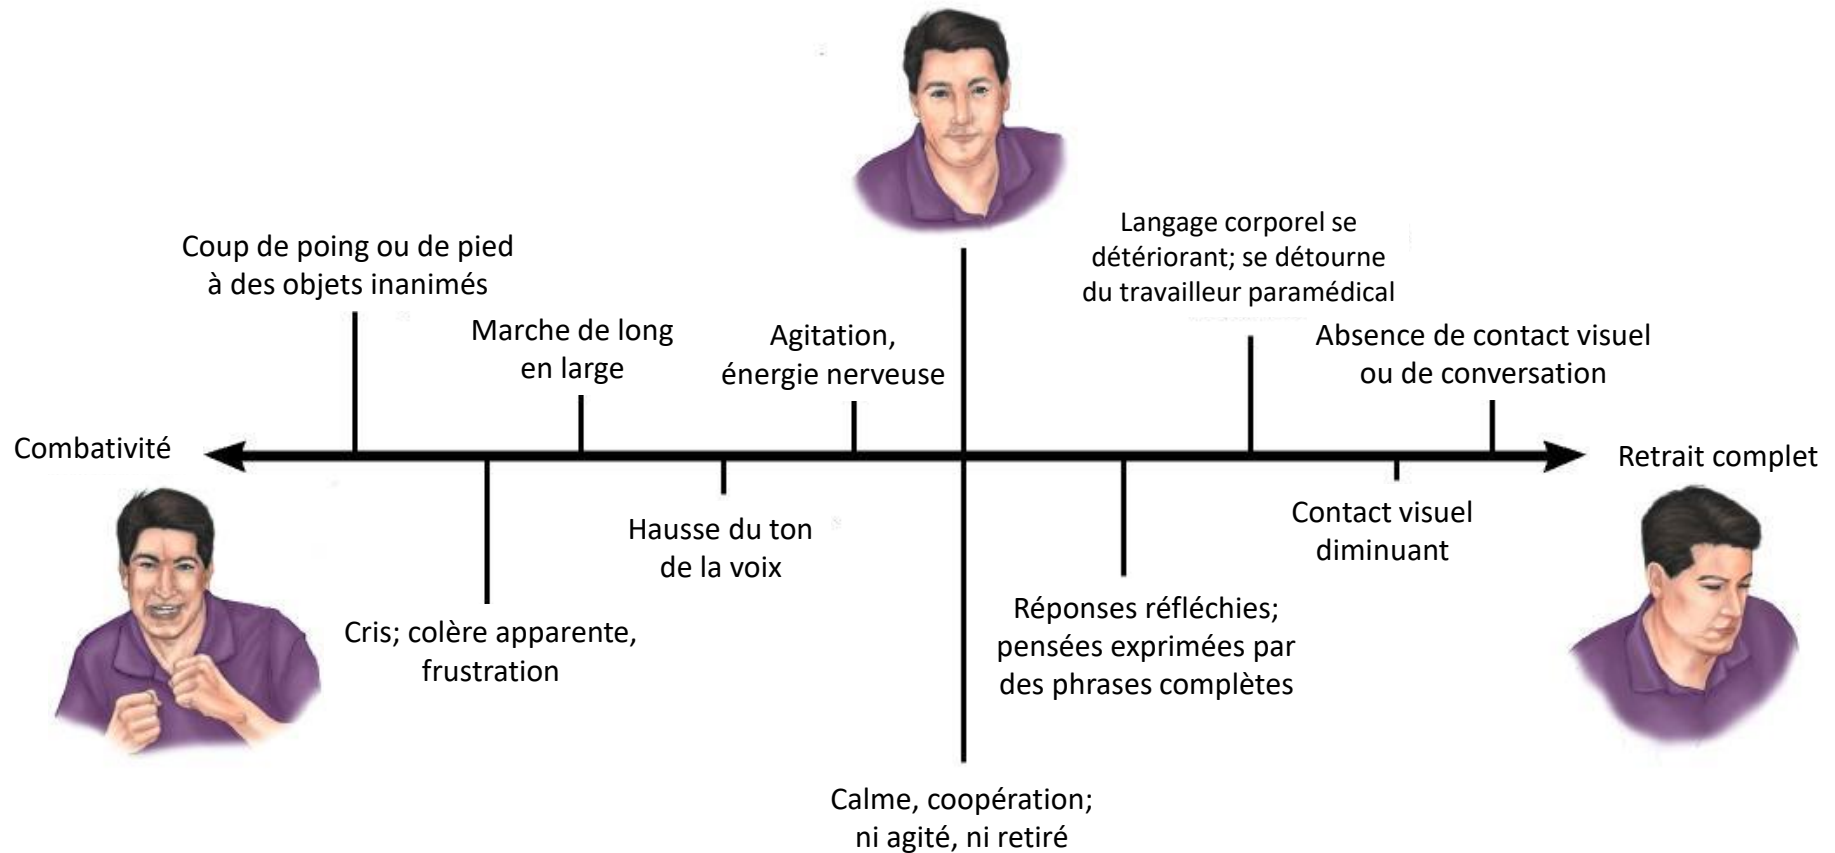 Langage corporel se
détériorant; se détourne
du travailleur paramédical
Coup de poing ou de pied
à des objets inanimés
Marche de long
en large
Agitation,
énergie nerveuse
Absence de contact visuel
ou de conversation
Combativité
Retrait complet
Hausse du ton
de la voix
Contact visuel
diminuant
Cris; colère apparente,
frustration
Réponses réfléchies;
pensées exprimées par
des phrases complètes
Calme, coopération;
ni agité, ni retiré